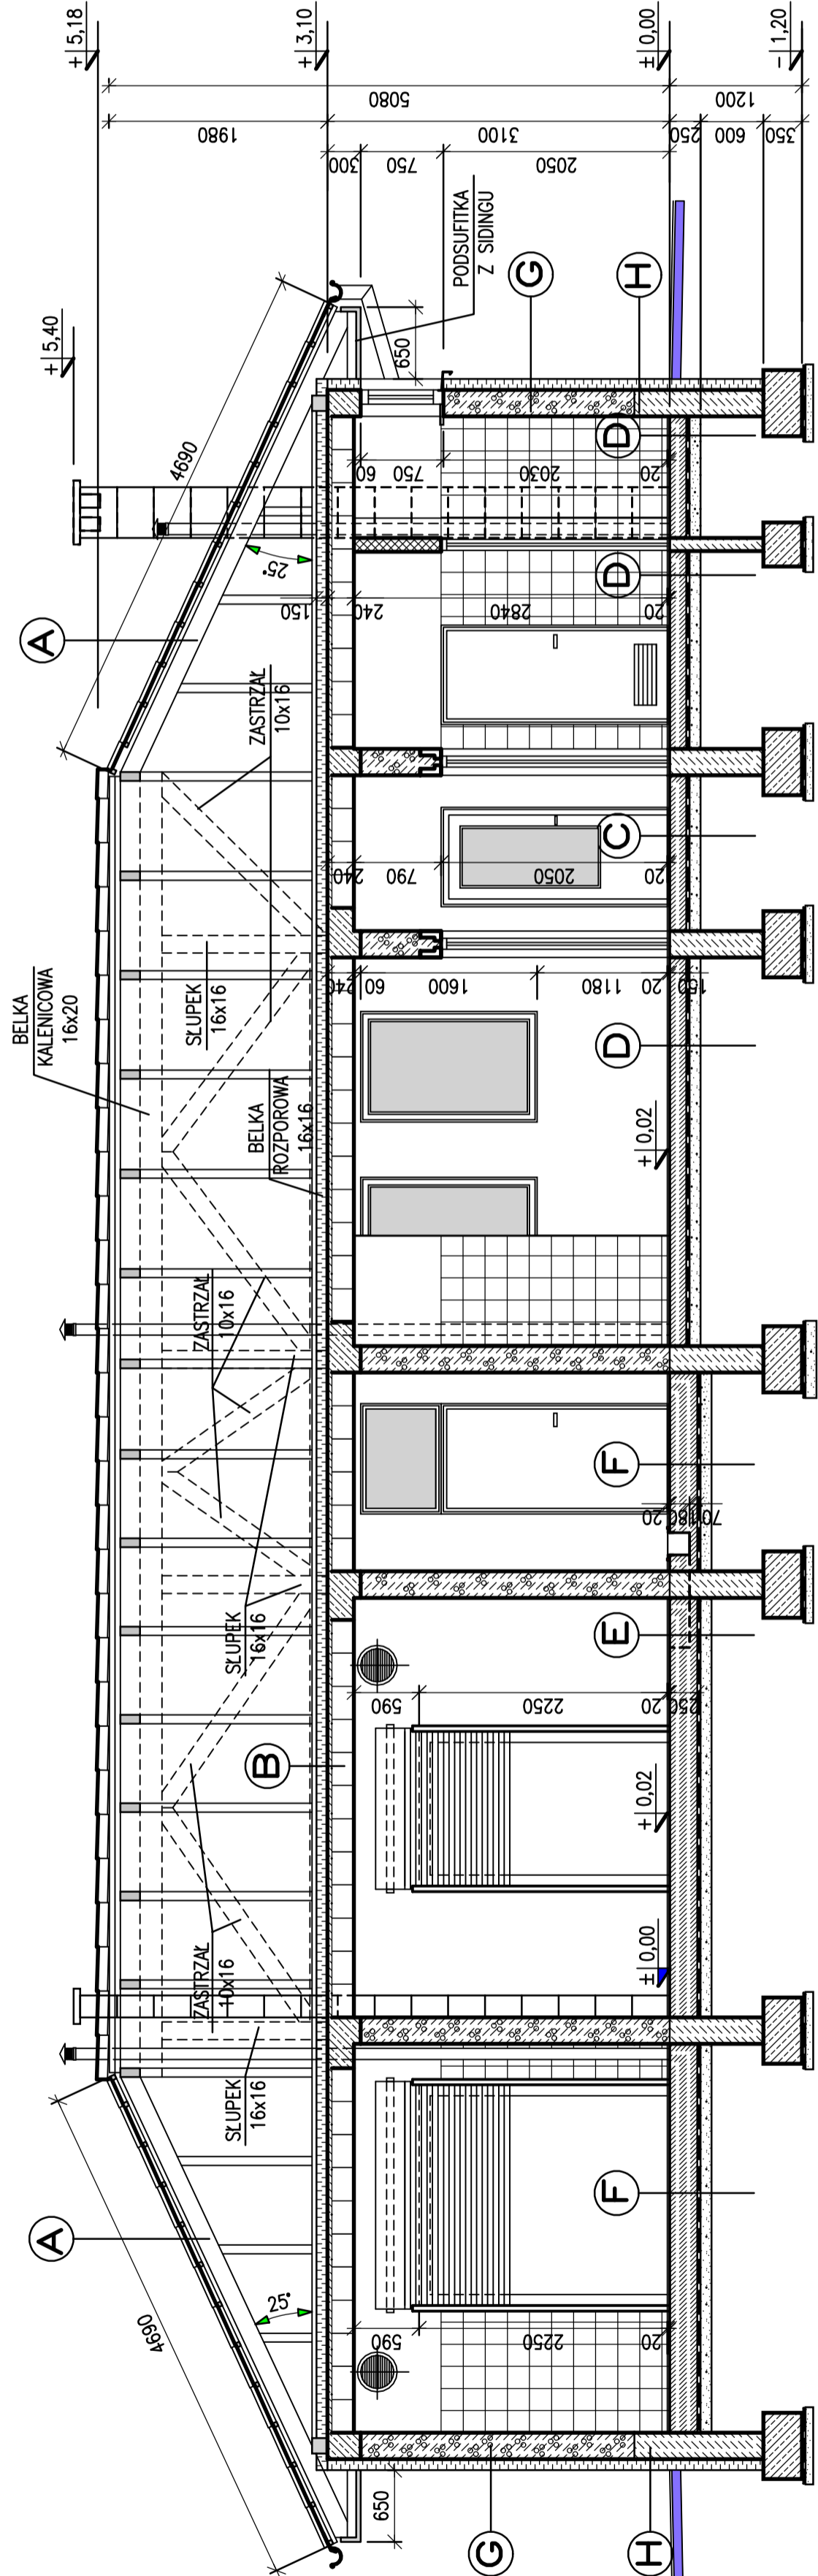 + 5,18
+ 3,10
± 0,00
- 1,20
5080
1200
1980
3100
250
600
350
300
750
2050
+ 5,40
PODSUFITKA
Z SIDINGU
G
H
650
4690
A
25°
D
60
750
2030
20
D
150
240
2840
20
ZASTRZAŁ
10x16
C
240
790
2050
20
BELKA
KALENICOWA
16x20
SŁUPEK
16x16
240
60
1600
1180
20
150
D
BELKA
ROZPOROWA
16x16
+ 0,02
ZASTRZAŁ
10x16
F
20
180
70
SŁUPEK
16x16
E
590
2250
20
250
B
+ 0,02
± 0,00
ZASTRZAŁ
10x16
SŁUPEK
16x16
A
F
25°
4690
590
2250
20
650
G
H